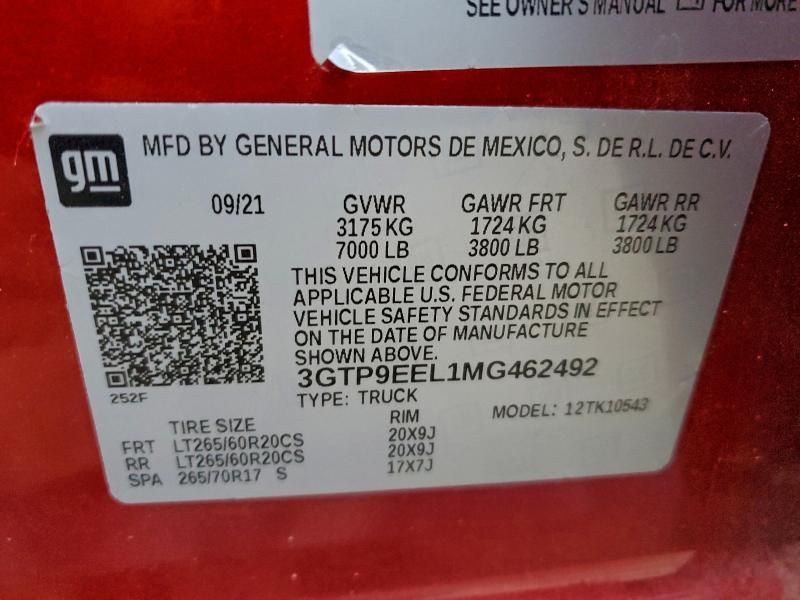 SEE OWNER'S MANUAL FOR MORE
gm
MFD BY GENERAL MOTORS DE MEXICO, S. DE R.L. DE C.V.
09/21 GVWR GAWR FRT GAWR RR
3175 KG 1724 KG 1724 KG
7000 LB 3800 LB 3800 LB
THIS VEHICLE CONFORMS TO ALL
APPLICABLE U.S. FEDERAL MOTOR
VEHICLE SAFETY STANDARDS IN EFFECT
ON THE DATE OF MANUFACTURE
SHOWN ABOVE.
3GTP9EEL1MG462492
252F
TYPE: TRUCK MODEL: 12TK10543
TIRE SIZE RIM
FRT LT265/60R20CS 20X9J
RR LT265/60R20CS 20X9J
SPA 265/70R17 S 17X7J